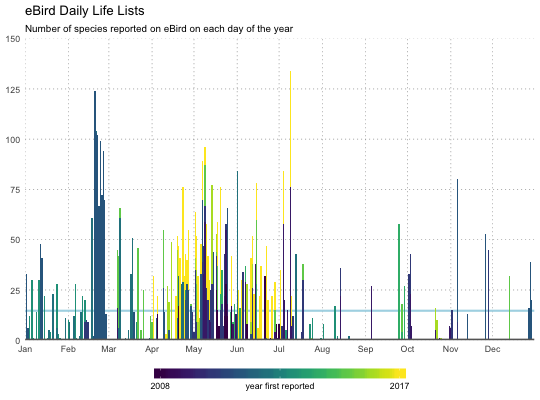 eBird Daily Life Lists
Number of species reported on eBird on each day of the year
150
125
100
75
50
25
0
Jan Feb Mar Apr May Jun Jul Aug Sep Oct Nov Dec
2008 year first reported 2017